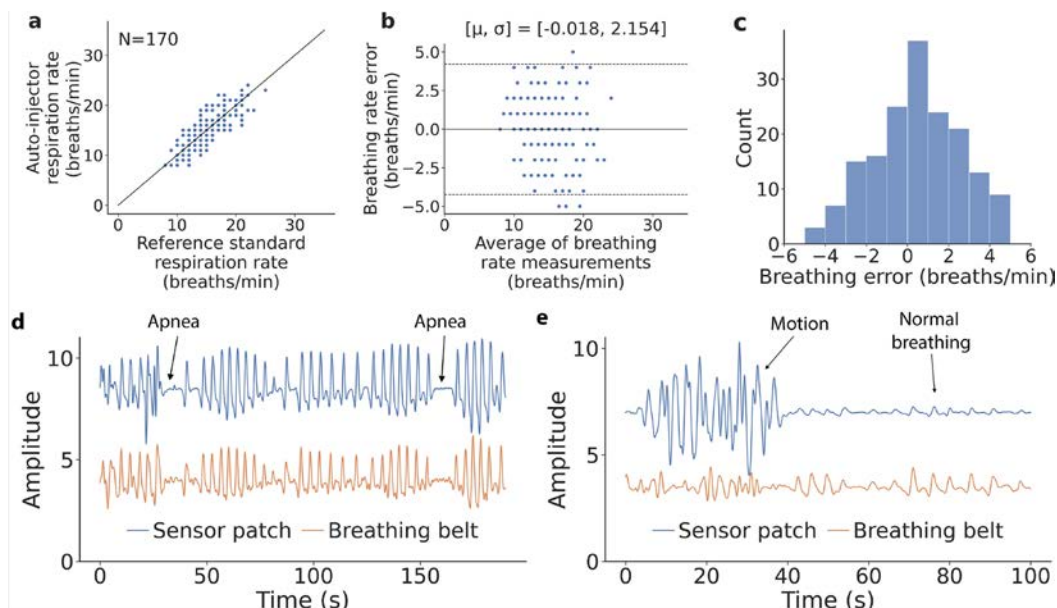 a
N=170
Auto-injector
respiration rate
(breaths/min)
30
20
10
0
0 10 20 30
Reference standard
respiration rate
(breaths/min)
b
[μ, σ] = [-0.018, 2.154]
Breathing rate error
(breaths/min)
5.0
2.5
0.0
−2.5
−5.0
0 10 20 30
Average of breathing
rate measurements
(breaths/min)
c
Count
30
20
10
0
−6 −4 −2 0 2 4 6
Breathing error (breaths/min)
d
Apnea Apnea
Amplitude
10
5
0
Sensor patch Breathing belt
0 50 100 150
Time (s)
e
Motion
Normal
breathing
Amplitude
10
5
0
Sensor patch Breathing belt
0 20 40 60 80 100
Time (s)